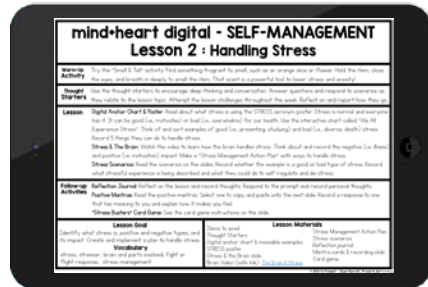 mind+heart digital - SELF-MANAGEMENT
Lesson 2 : Handling Stress
Warm-Up
Activity
Try the "Smell & Tell" activity. Find something fragrant to smell, such as an orange slice or flower. Hold the item, close
the eyes, and breath in deeply to smell the item. That scent is a powerful tool to lower stress and anxiety!
Thought
Starters
Use the thought starters to encourage deep thinking and conversation. Answer questions and respond to scenarios as
they relate to the lesson topic. Attempt the lesson challenges throughout the week. Reflect on and report how they go.
Lesson
Digital Anchor Chart & Poster: Read about what stress is using the STRESS acronym poster. Stress is normal and everyone
has it. It can be good (i.e., motivates) or bad (i.e., overwhelms) for our health. Use the interactive chart called "We All
Experience Stress". Think of and sort examples of good (i.e., presenting, studying) and bad (i.e., divorce, death) stress.
Record 5 things they can do to handle stress.
Stress & The Brain: Watch the video to learn how the brain handles stress. Think about and record the negative (i.e.
and positive (i.e. motivation) impact. Make a "Stress Management Action Plan" with ways to handle stress.
Stress Scenarios: Read the scenarios on the slides. Record whether the example is a good or bad type of stress. Record
what stressful experience is being described and what they could do to self-regulate and de-stress.
Follow-up
Activities
Reflection Journal: Reflect on the lesson and record thoughts. Respond to the prompt and record personal thoughts.
Positive Mantras: Read the positive mantras. Select one to copy and paste onto the next slide. Record a response to one
that has meaning to you and explain how it makes you feel.
*Stress Busters* Card Game: See the card game instructions on the slide.
Lesson Goal
Identify what stress is, positive and negative types, and
its impact. Create and implement a plan to handle stress.
Vocabulary
stress, stressor, brain and parts involved, fight or
flight response, stress management
Lesson Materials
Items to smell
Thought Starters
Digital anchor chart & moveable examples
STRESS poster
Stress & the Brain slide
Brain Video (safe link): The Brain & Stress
Stress Management Action Plan
Stress scenarios
Reflection journal
Mantra cards & recording slide
Card game